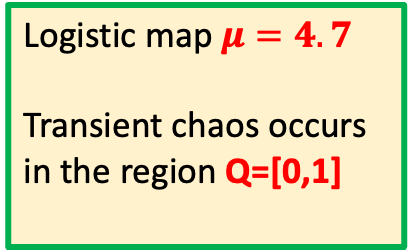 Logistic map μ = 4.7
Transient chaos occurs
in the region Q=[0,1]